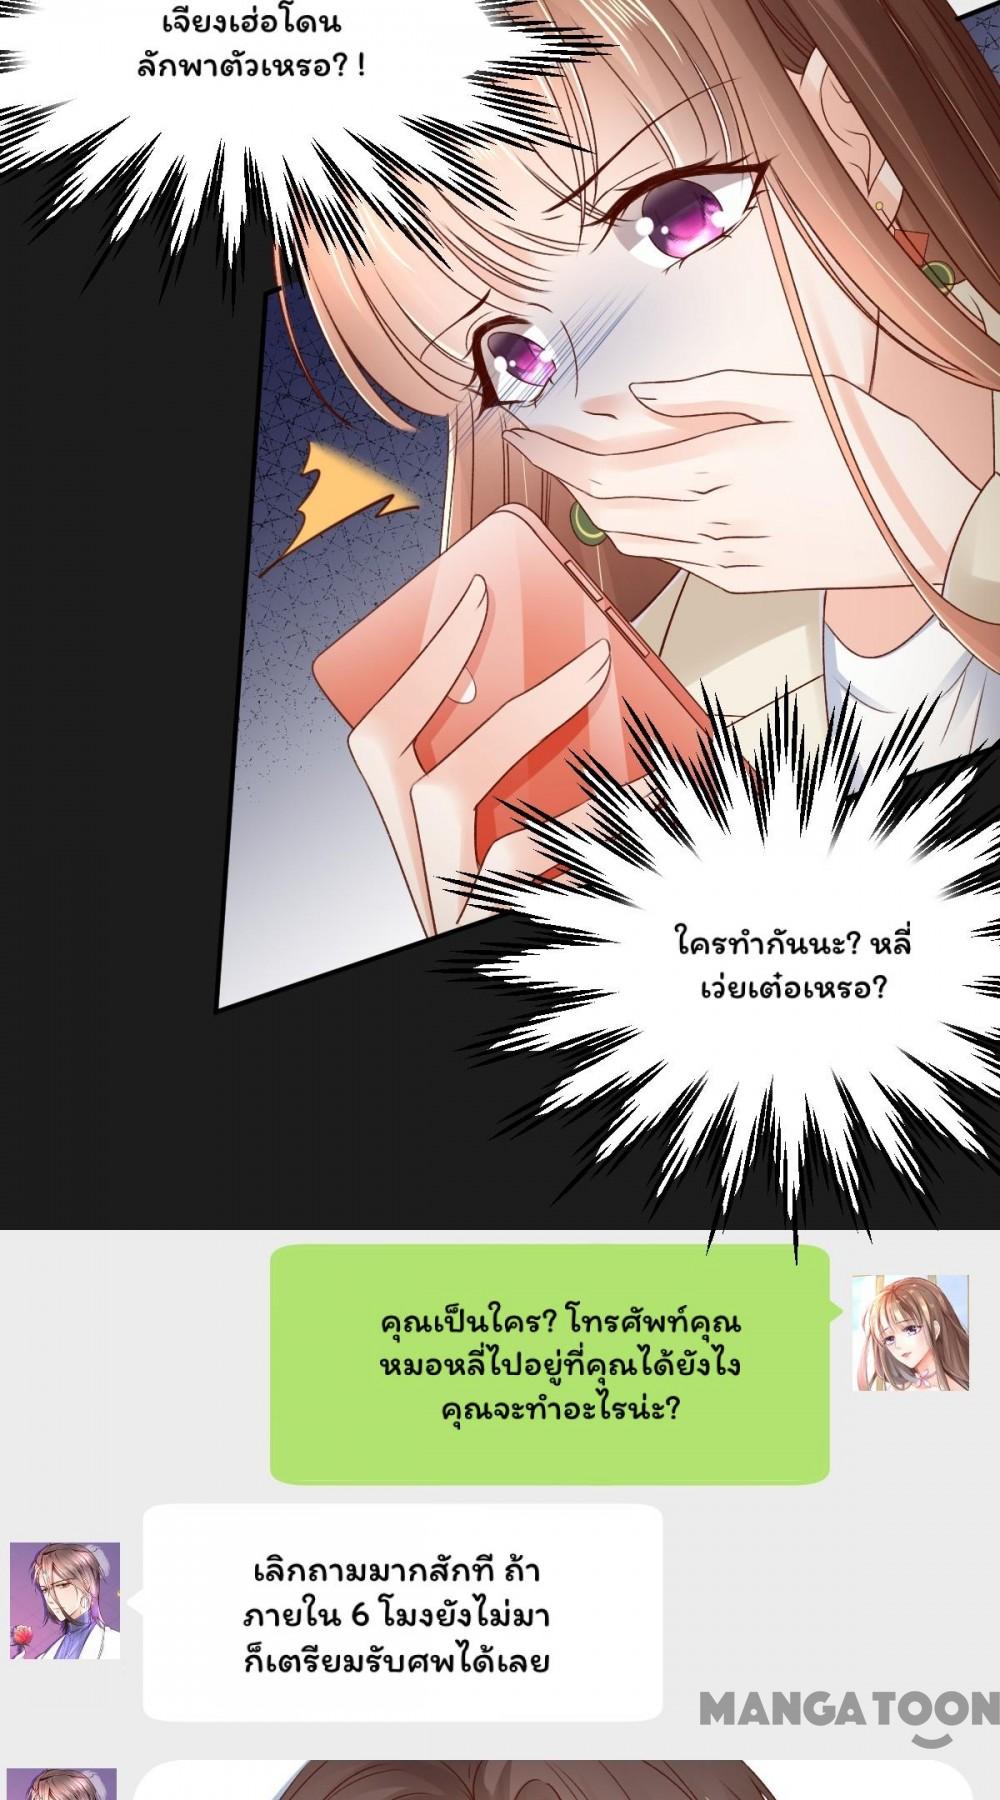 เจียงเฮ่อโดน
ลักพาตัวเหรอ? !
ใครทำกันนะ? หลี่
เว่ยเต๋อเหรอ?
คุณเป็นใคร? โทรศัพท์คุณ
หมอหลี่ไปอยู่ที่คุณได้ยังไง
คุณจะทำอะไรน่ะ?
เลิกถามมากสักที ถ้า
ภายใน 6 โมงยังไม่มา
ก็เตรียมรับศพได้เลย
MANGATOON